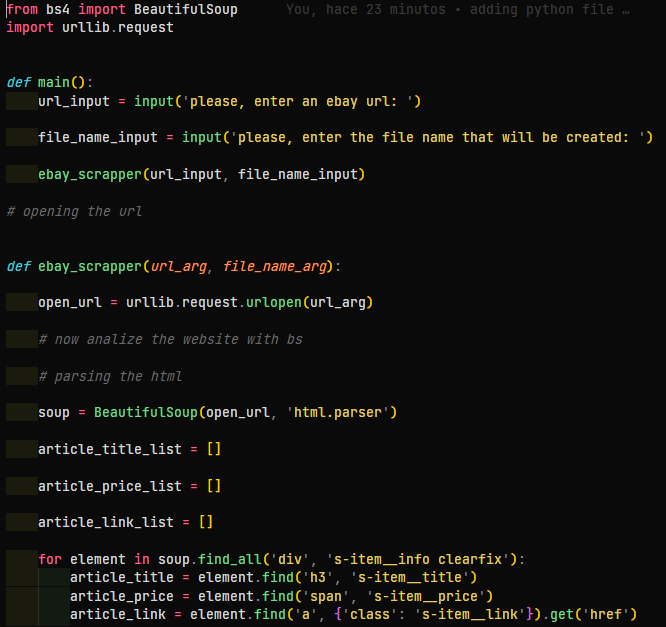 from bs4 import BeautifulSoup You, hace 23 minutos • adding python file …
import urllib.request
def main():
url_input = input('please, enter an ebay url: ')
file_name_input = input('please, enter the file name that will be created: ')
ebay_scrapper(url_input, file_name_input)
# opening the url
def ebay_scrapper(url_arg, file_name_arg):
open_url = urllib.request.urlopen(url_arg)
# now analize the website with bs
# parsing the html
soup = BeautifulSoup(open_url, 'html.parser')
article_title_list = []
article_price_list = []
article_link_list = []
for element in soup.find_all('div', 's-item__info clearfix'):
article_title = element.find('h3', 's-item__title')
article_price = element.find('span', 's-item__price')
article_link = element.find('a', {'class': 's-item__link'}).get('href')